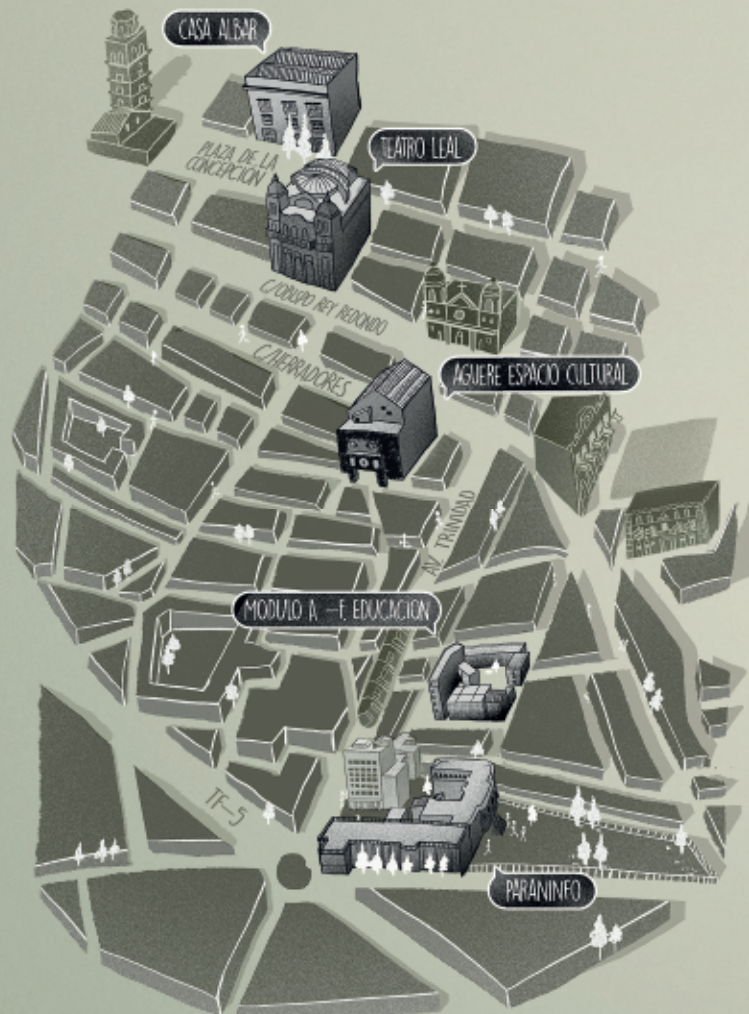 CASA ALBAR
TEATRO LEAL
PLAZA DE LA
CONCEPCIÓN
C/OBISPO REY REDONDO
C/HERRADORES
AGUERE ESPACIO CULTURAL
AV. TRINIDAD
MODULO A -F. EDUCACION
TF-5
PARANINFO